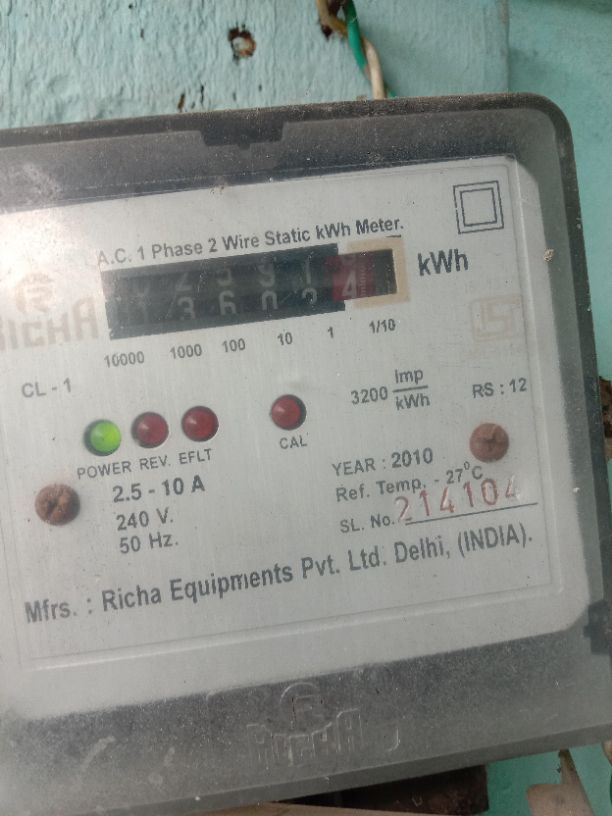 A.C. 1 Phase 2 Wire Static kWh Meter.
kWh
RICHA
10000 1000 100 10 1 1/10
CL - 1
3200 Imp/kWh
RS : 12
CAL
POWER REV. EFLT
2.5 - 10 A
240 V.
50 Hz.
YEAR : 2010
Ref. Temp. - 27°C
SL. No. 214104
Mfrs. : Richa Equipments Pvt. Ltd. Delhi, (INDIA).
RICHA